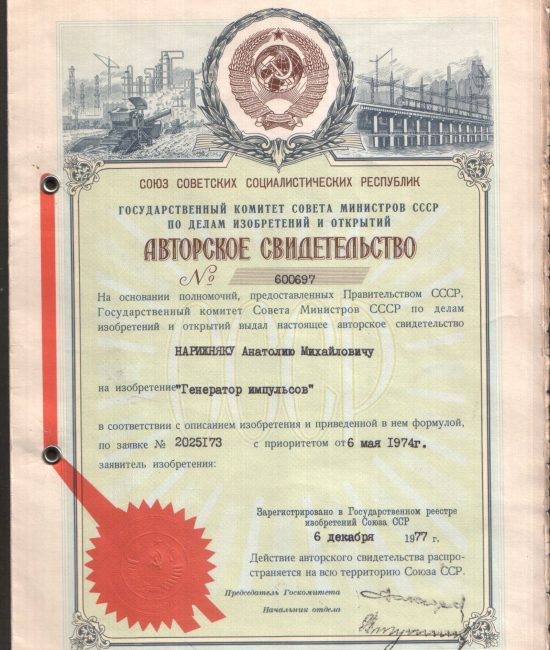 СОЮЗ СОВЕТСКИХ СОЦИАЛИСТИЧЕСКИХ РЕСПУБЛИК
ГОСУДАРСТВЕННЫЙ КОМИТЕТ СОВЕТА МИНИСТРОВ СССР
ПО ДЕЛАМ ИЗОБРЕТЕНИЙ И ОТКРЫТИЙ
АВТОРСКОЕ СВИДЕТЕЛЬСТВО
№ 600697
На основании полномочий, предоставленных Правительством СССР,
Государственный комитет Совета Министров СССР по делам
изобретений и открытий выдал настоящее авторское свидетельство
НАРИЖНЯКУ Анатолию Михайловичу
на изобретение "Генератор импульсов"
в соответствии с описанием изобретения и приведенной в нем формулой,
по заявке № 2025I73 с приоритетом от 6 мая 1974г.
заявитель изобретения:
Зарегистрировано в Государственном реестре
изобретений Союза ССР
6 декабря 1977 г.
Действие авторского свидетельства распро-
страняется на всю территорию Союза ССР.
Председатель Госкомитета
Начальник отдела